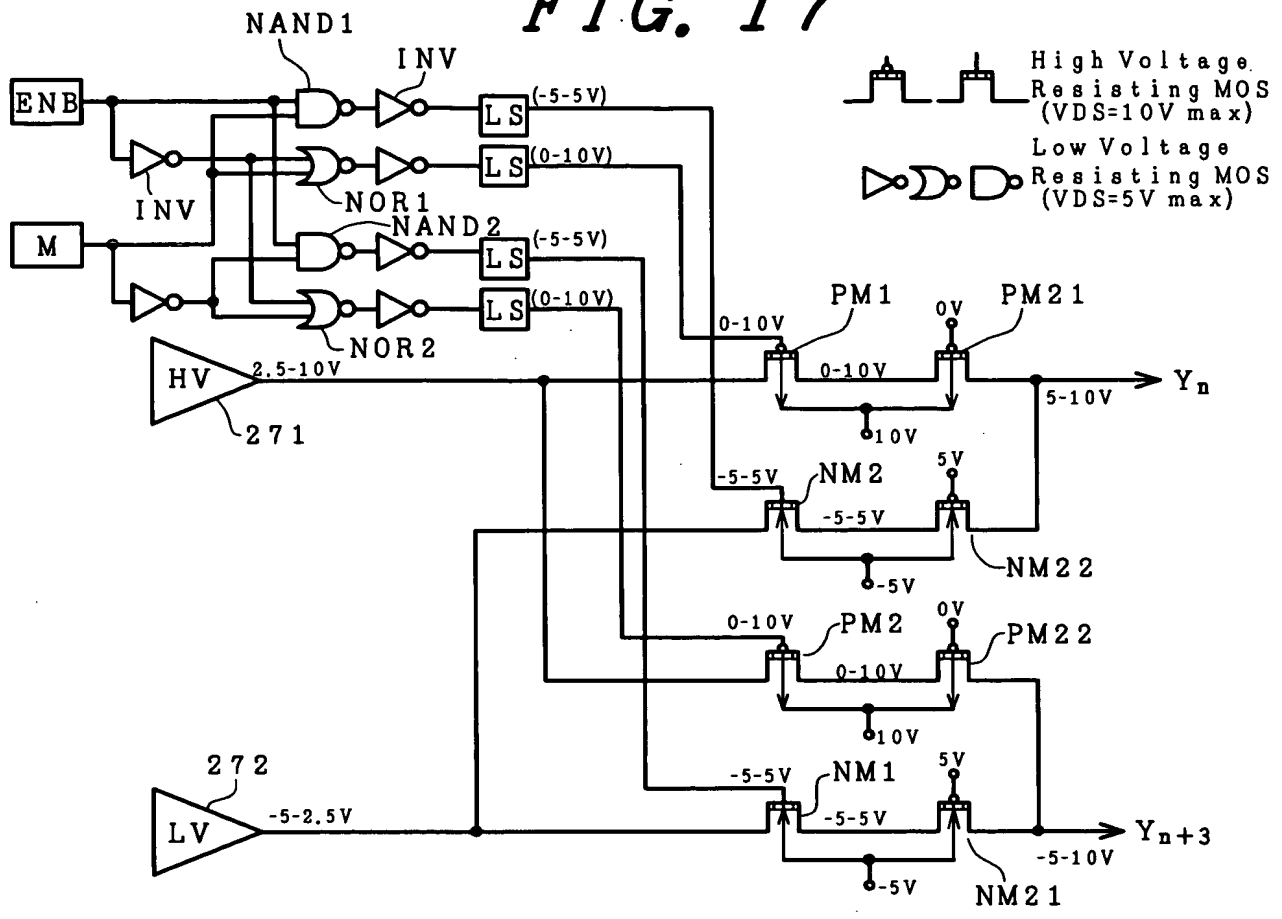 FIG. 17
NAND1
INV
ENB
LS
(-5-5V)
LS
(0-10V)
INV
NOR1
NAND2
M
LS
(-5-5V)
LS
(0-10V)
NOR2
High Voltage
Resisting MOS
(VDS=10V max)
Low Voltage
Resisting MOS
(VDS=5V max)
HV
2.5-10V
271
0-10V
PM1
0V
PM21
0-10V
10V
5-10V
Yn
-5-5V
NM2
5V
-5-5V
NM22
-5V
0-10V
PM2
0V
PM22
0-10V
10V
272
LV
-5-2.5V
-5-5V
NM1
5V
-5-5V
-5V
NM21
-5-10V
Yn+3